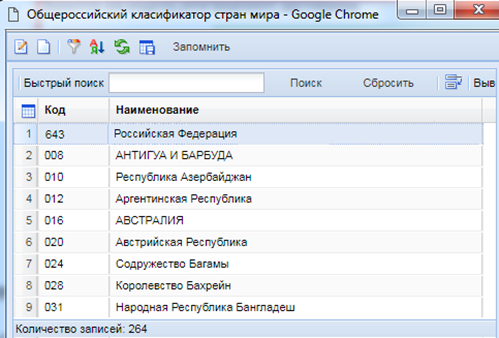 Общероссийский класификатор стран мира - Google Chrome
Запомнить
Быстрый поиск Поиск Сбросить Выв
Код Наименование
1 643 Российская Федерация
2 008 АНТИГУА И БАРБУДА
3 010 Республика Азербайджан
4 012 Аргентинская Республика
5 016 АВСТРАЛИЯ
6 020 Австрийская Республика
7 024 Содружество Багамы
8 028 Королевство Бахрейн
9 031 Народная Республика Бангладеш
Количество записей: 264